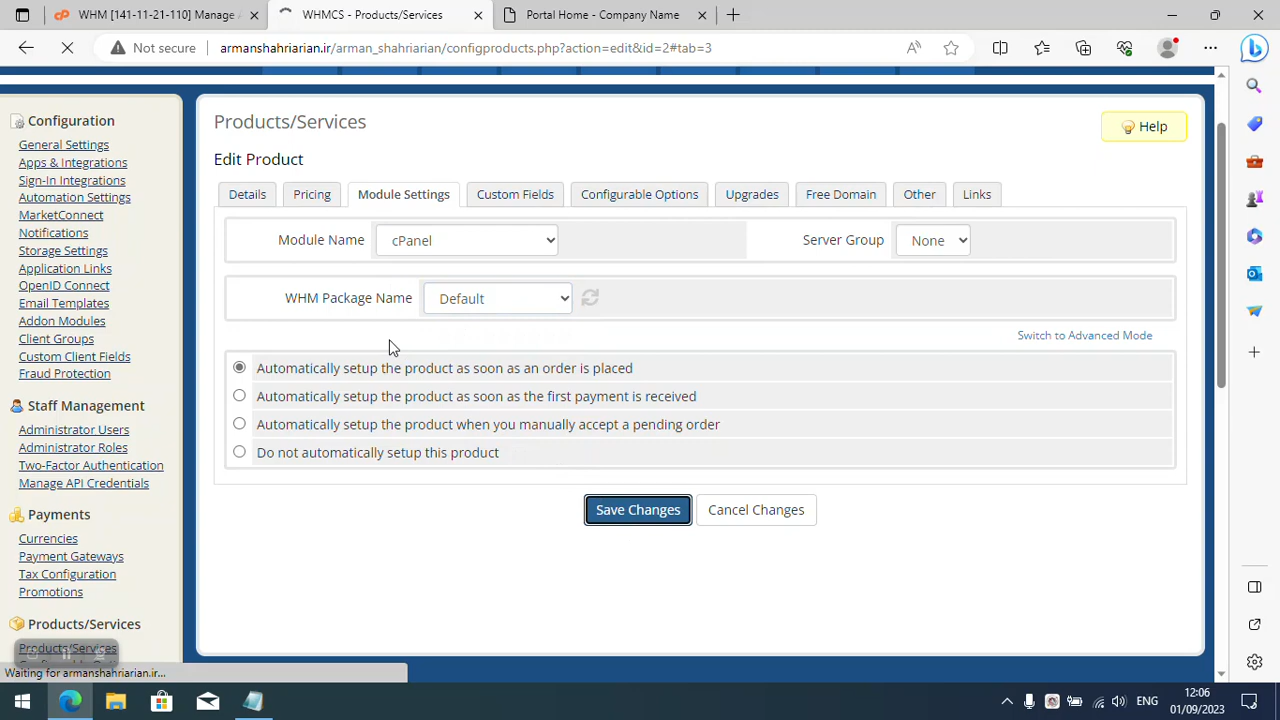 WHM [141-11-21-110] Manage A
WHMCS - Products/Services
Portal Home - Company Name
Not secure
armanshahriarian.ir/arman_shahriarian/configproducts.php?action=edit&id=2#tab=3
Configuration
General Settings
Apps & Integrations
Sign-In Integrations
Automation Settings
MarketConnect
Notifications
Storage Settings
Application Links
OpenID Connect
Email Templates
Addon Modules
Client Groups
Custom Client Fields
Fraud Protection
Staff Management
Administrator Users
Administrator Roles
Two-Factor Authentication
Manage API Credentials
Payments
Currencies
Payment Gateways
Tax Configuration
Promotions
Products/Services
Products/Services
Products/Services
Help
Edit Product
Details
Pricing
Module Settings
Custom Fields
Configurable Options
Upgrades
Free Domain
Other
Links
Module Name
cPanel
Server Group
None
WHM Package Name
Default
Switch to Advanced Mode
Automatically setup the product as soon as an order is placed
Automatically setup the product as soon as the first payment is received
Automatically setup the product when you manually accept a pending order
Do not automatically setup this product
Save Changes
Cancel Changes
Waiting for armanshahriarian.ir...
ENG
12:06
01/09/2023